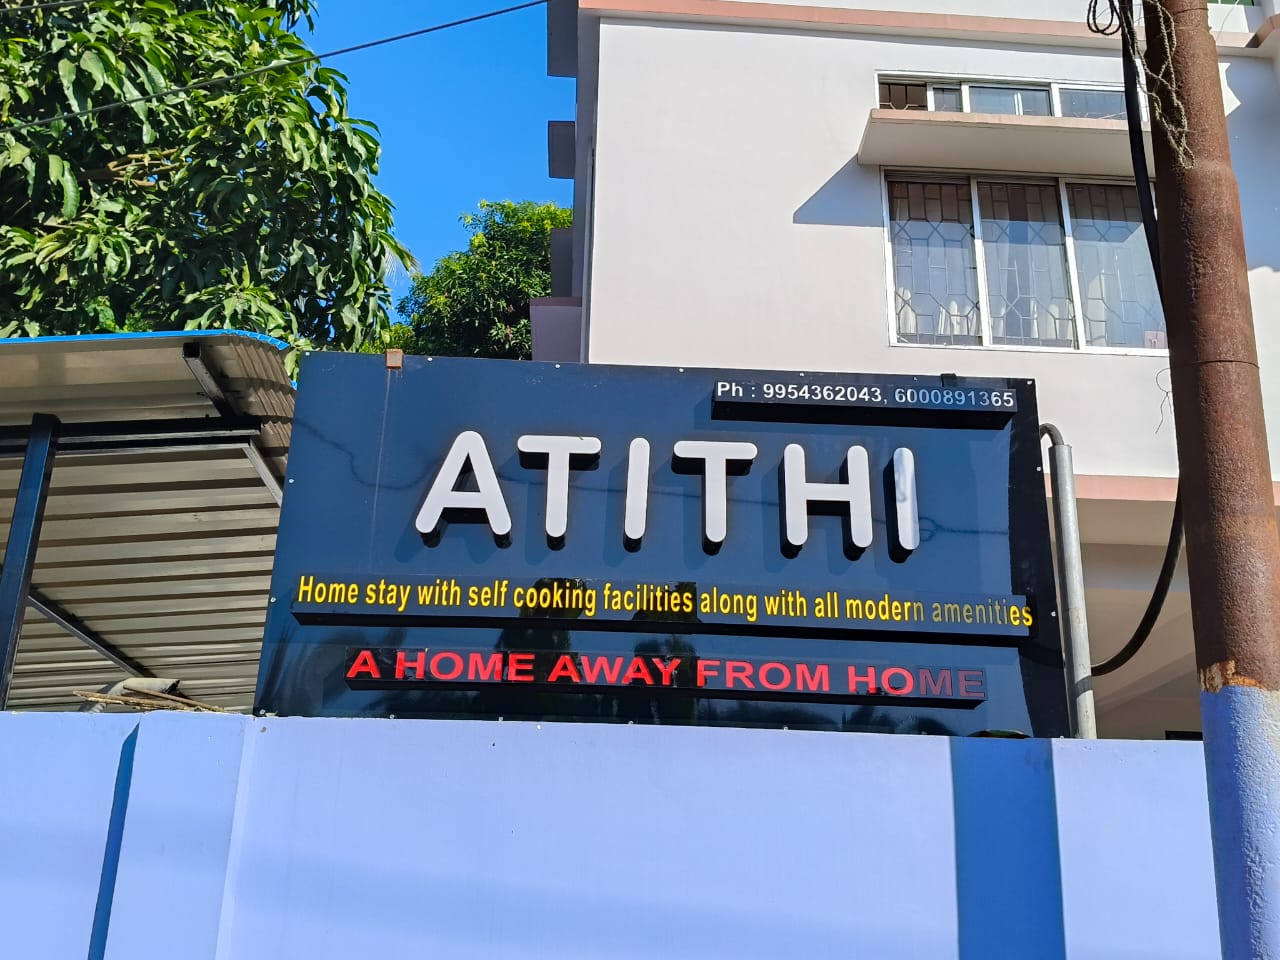 Ph : 9954362043, 6000891365
ATITHI
Home stay with self cooking facilities along with all modern amenities
A HOME AWAY FROM HOME